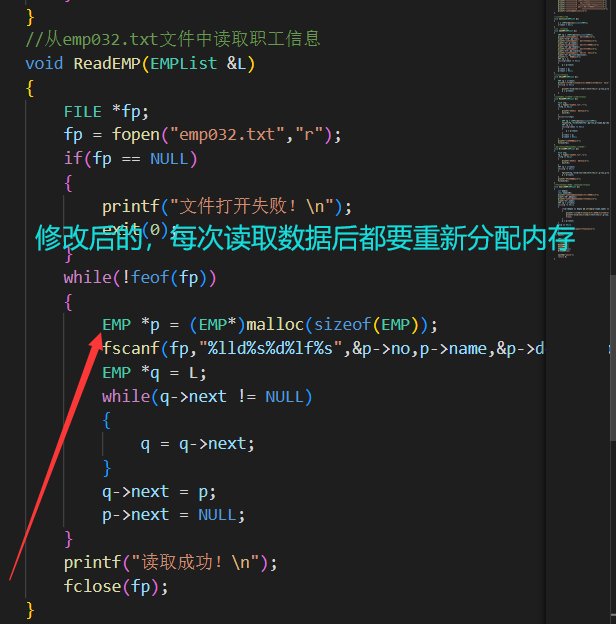 }
//从emp032.txt文件中读取职工信息
void ReadEMP(EMPList &L)
{
FILE *fp;
fp = fopen("emp032.txt","r");
if(fp == NULL)
{
printf("文件打开失败！\n");
exit(0);
修改后的，每次读取数据后都要重新分配内存
}
while(!feof(fp))
{
EMP *p = (EMP*)malloc(sizeof(EMP));
fscanf(fp,"%lld%s%d%lf%s",&p->no,p->name,&p->d
EMP *q = L;
while(q->next != NULL)
{
q = q->next;
}
q->next = p;
p->next = NULL;
}
printf("读取成功！\n");
fclose(fp);
}